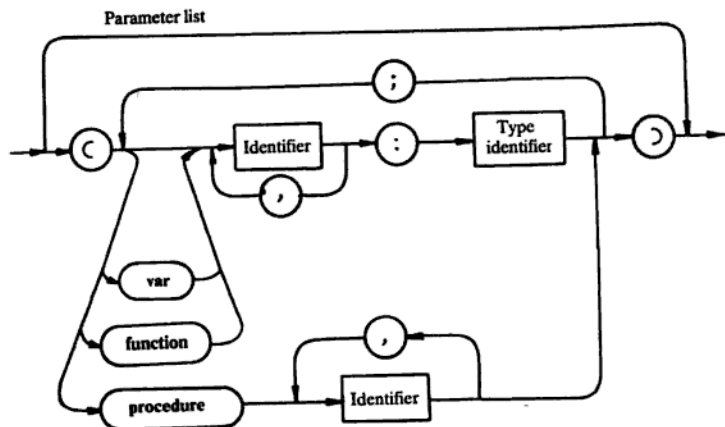 Parameter list
;
( Identifier : Type identifier )
,
var
function
,
procedure Identifier